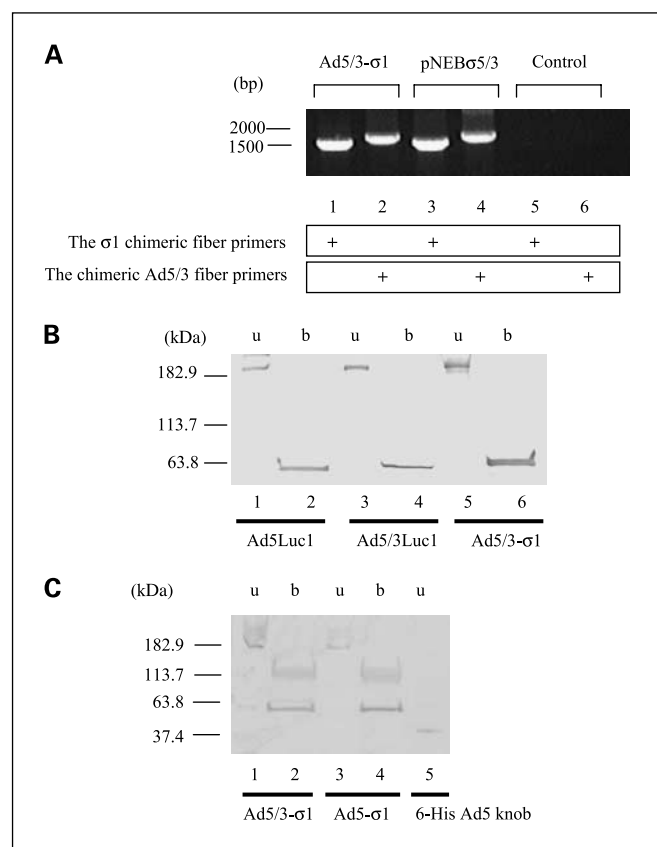 A
Ad5/3-σ1 pNEBσ5/3 Control
(bp)
2000
1500
1 2 3 4 5 6
The σ1 chimeric fiber primers + + +
The chimeric Ad5/3 fiber primers + + +
B (kDa) u b u b u b
182.9
113.7
63.8
1 2 3 4 5 6
Ad5Luc1 Ad5/3Luc1 Ad5/3-σ1
C (kDa) u b u b u
182.9
113.7
63.8
37.4
1 2 3 4 5
Ad5/3-σ1 Ad5-σ1 6-His Ad5 knob